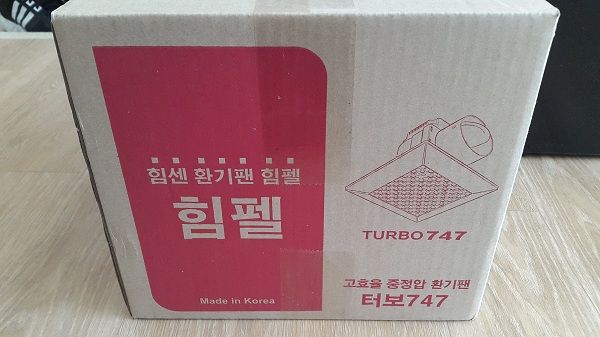 힘센 환기팬 힘펠
힘펠
Made in Korea
TURBO747
고효율 중정압 환기팬
터보747